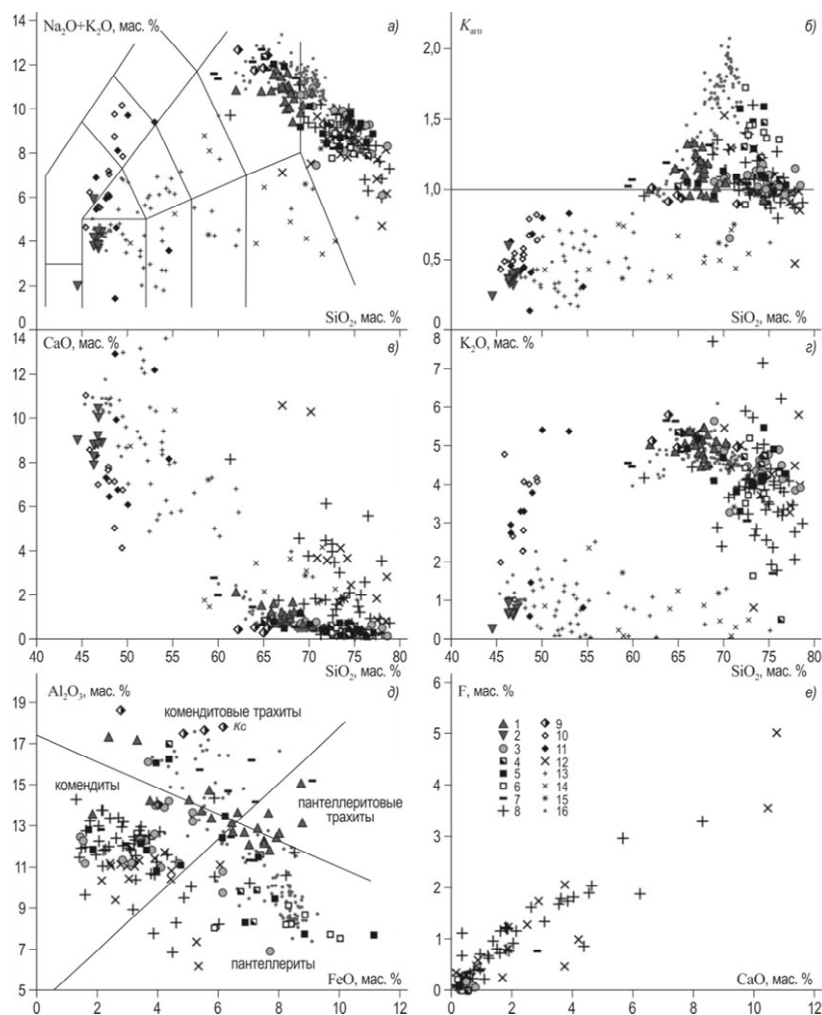 Na₂O+K₂O, мас. %
а)
14
12
10
8
6
4
2
0
SiO₂, мас. %
Kагп
б)
2,0
1,5
1,0
0,5
0
SiO₂, мас. %
CaO, мас. %
в)
14
12
10
8
6
4
2
0
40 45 50 55 60 65 70 75 80
SiO₂, мас. %
K₂O, мас. %
г)
8
7
6
5
4
3
2
1
0
40 45 50 55 60 65 70 75 80
SiO₂, мас. %
Al₂O₃, мас. %
д)
19
17
15
13
11
9
7
5
комендитовые трахиты
Кс
комендиты
пантеллеритовые
трахиты
пантеллериты
FeO, мас. %
0 2 4 6 8 10 12
F, мас. %
е)
6
5
4
3
2
1
0
1 9
2 10
3 11
4 12
5 13
6 14
7 15
8 16
CaO, мас. %
0 2 4 6 8 10 12